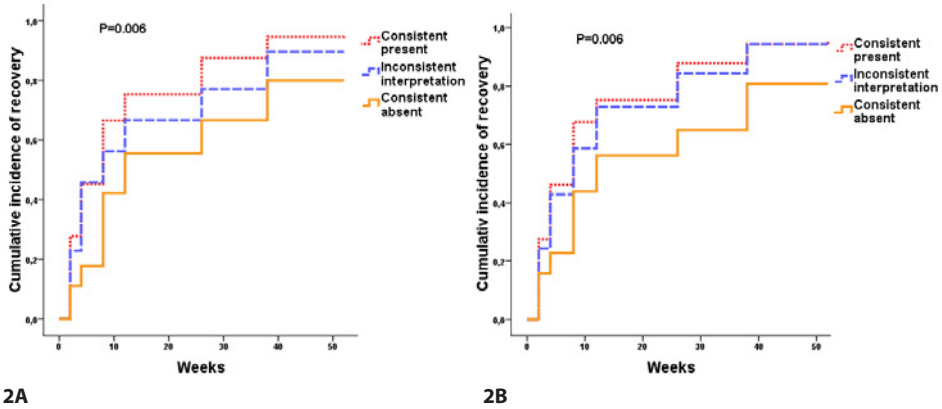 P=0.006
Cumulative incidence of recovery
1,0
0,8
0,6
0,4
0,2
0,0
0
10
20
30
40
50
Weeks
Consistent
present
Inconsistent
interpretation
Consistent
absent
2A
P=0.006
Cumulativ incidence of recovery
1,0
0,8
0,6
0,4
0,2
0,0
0
10
20
30
40
50
Weeks
Consistent
present
Inconsistent
interpretation
Consistent
absent
2B